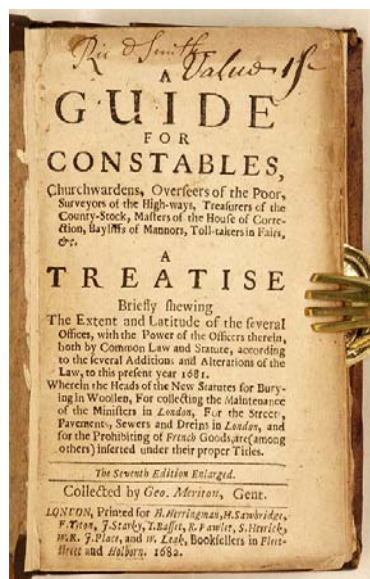 Ric d Smith
Value 1s
A
GUIDE
FOR
CONSTABLES,
Churchwardens, Overseers of the Poor,
Surveyors of the High-ways, Treasurers of the
County-Stock, Masters of the House of Corre-
ction, Bayliffs of Mannors, Toll-takers in Fairs,
&c.
A
TREATISE
Briefly shewing
The Extent and Latitude of the several
Offices, with the Power of the Officers therein,
both by Common Law and Statute, according
to the several Additions and Alterations of the
Law, to this present year 1681.
Wherein the Heads of the New Statutes for Bury-
ing in Woollen, For collecting the Maintenance
of the Ministers in London, For the Streets,
Pavements, Sewers and Dreins in London, and
for the Prohibiting of French Goods, are (among
others) inserted under their proper Titles.
The Seventh Edition Enlarged.
Collected by Geo. Meriton, Gent.
LONDON, Printed for H. Herringman, H. Sawbridge,
F. Tyton, J. Starky, T. Basset, R. Pawlet, S. Herrick,
W. R. J. Place, and W. Leak, Booksellers in Fleet-
street and Holborn. 1682.